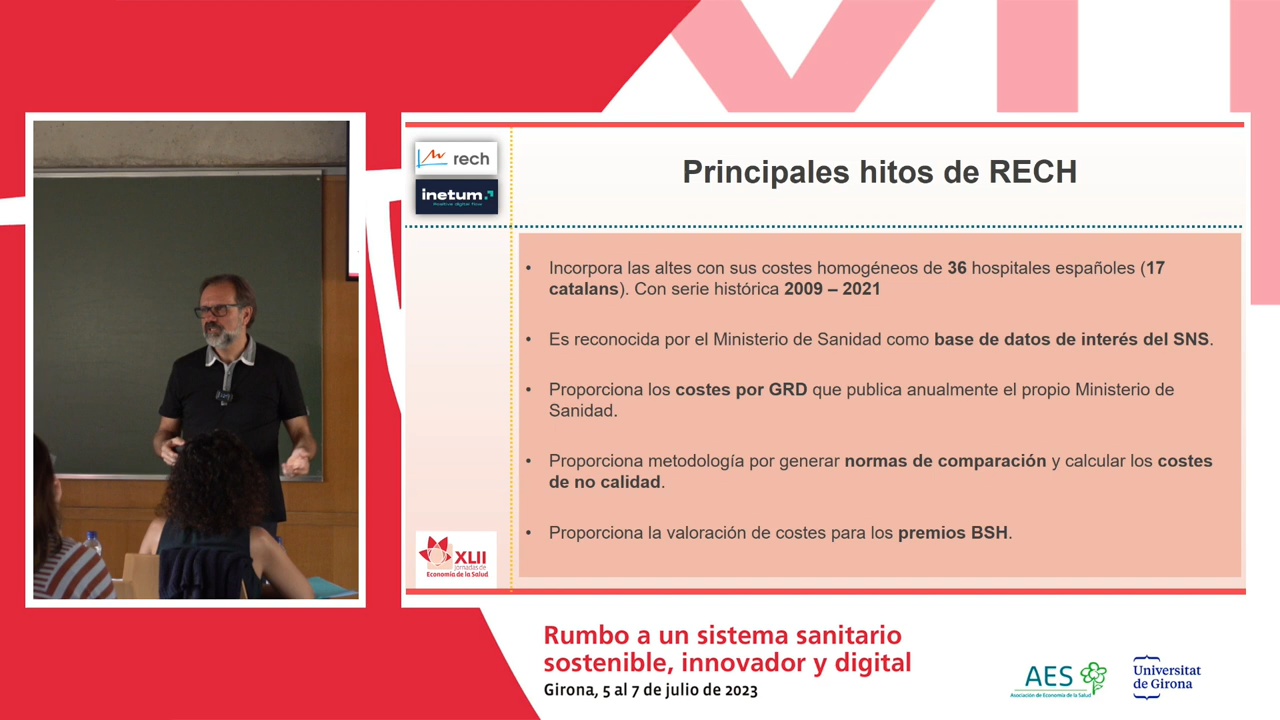 rech
inetum.
Positive digital flow
Principales hitos de RECH
• Incorpora las altes con sus costes homogéneos de 36 hospitales españoles (17
catalans). Con serie histórica 2009 – 2021
• Es reconocida por el Ministerio de Sanidad como base de datos de interés del SNS.
• Proporciona los costes por GRD que publica anualmente el propio Ministerio de
Sanidad.
• Proporciona metodología por generar normas de comparación y calcular los costes
de no calidad.
• Proporciona la valoración de costes para los premios BSH.
XLII
Jornadas de
Economía de la Salud
Rumbo a un sistema sanitario
sostenible, innovador y digital
Girona, 5 al 7 de julio de 2023
AES
Asociación de Economía de la Salud
Universitat
de Girona